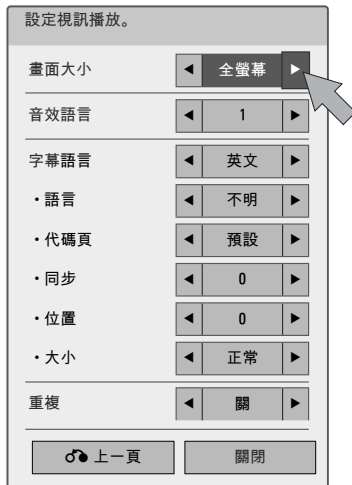 設定視訊播放。
畫面大小 ◀ 全螢幕 ▶
音效語言 ◀ 1 ▶
字幕語言 ◀ 英文 ▶
・語言 ◀ 不明 ▶
・代碼頁 ◀ 預設 ▶
・同步 ◀ 0 ▶
・位置 ◀ 0 ▶
・大小 ◀ 正常 ▶
重複 ◀ 關 ▶
上一頁 關閉